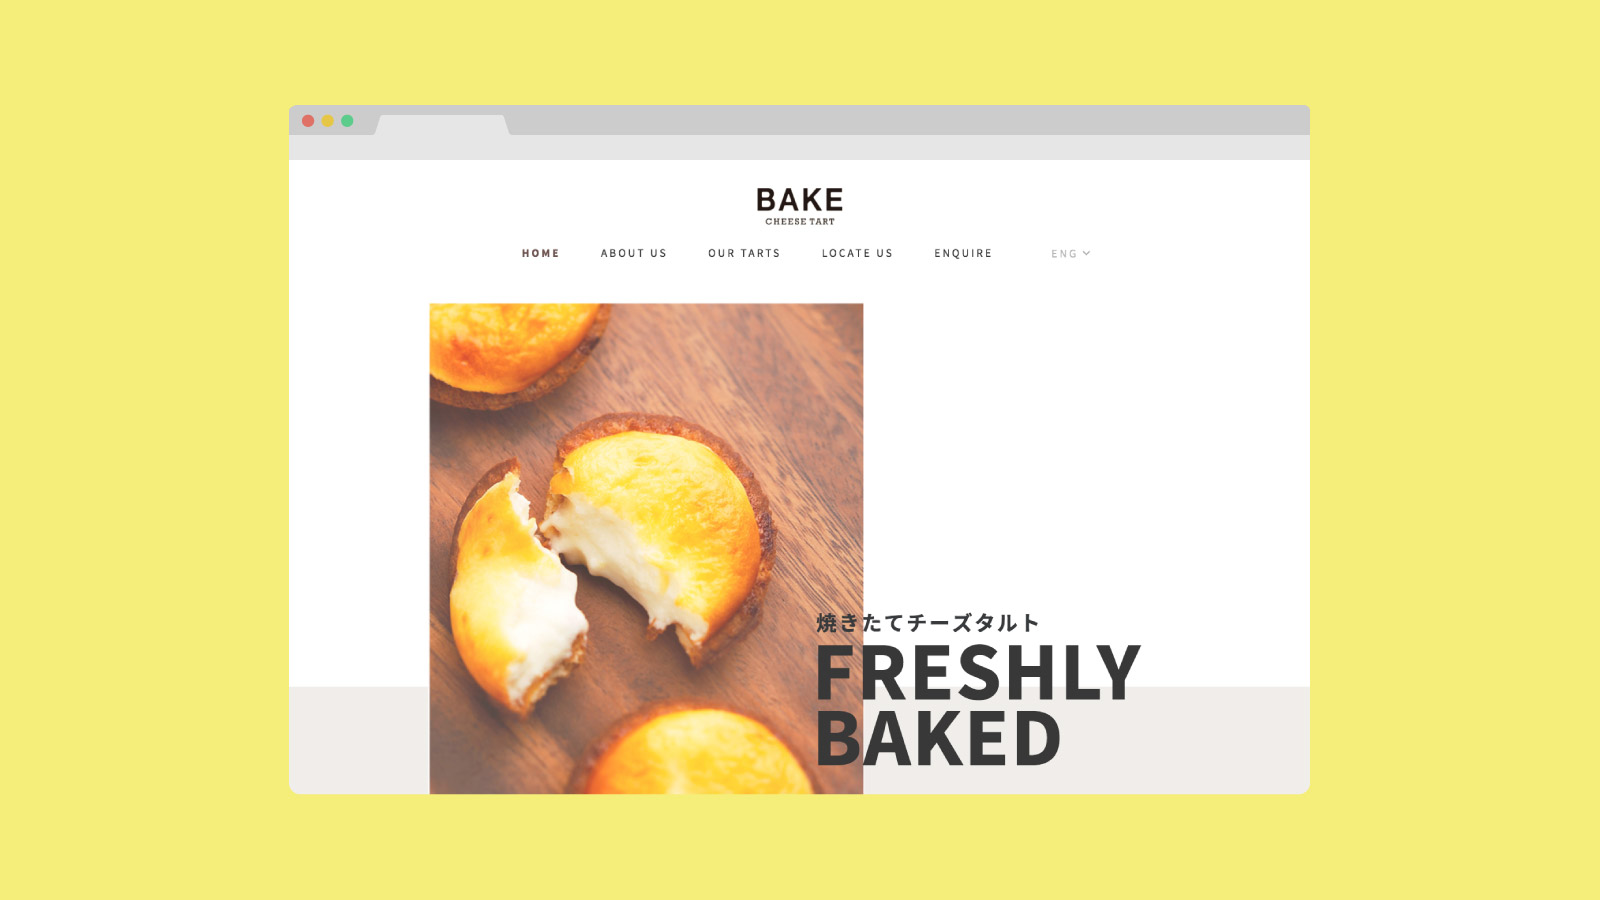 BAKE
CHEESE TART
HOME ABOUT US OUR TARTS LOCATE US ENQUIRE ENG
焼きたてチーズタルト
FRESHLY
BAKED